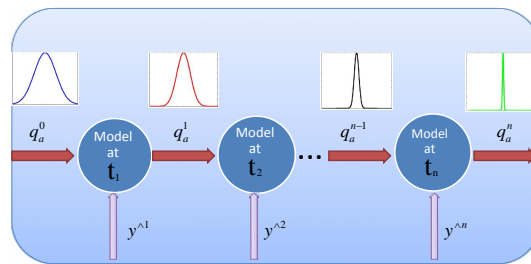 q_a^0
Model at t_1
q_a^1
Model at t_2
...
q_a^{n-1}
Model at t_n
q_a^n
y^{^1}
y^{^2}
y^{^n}